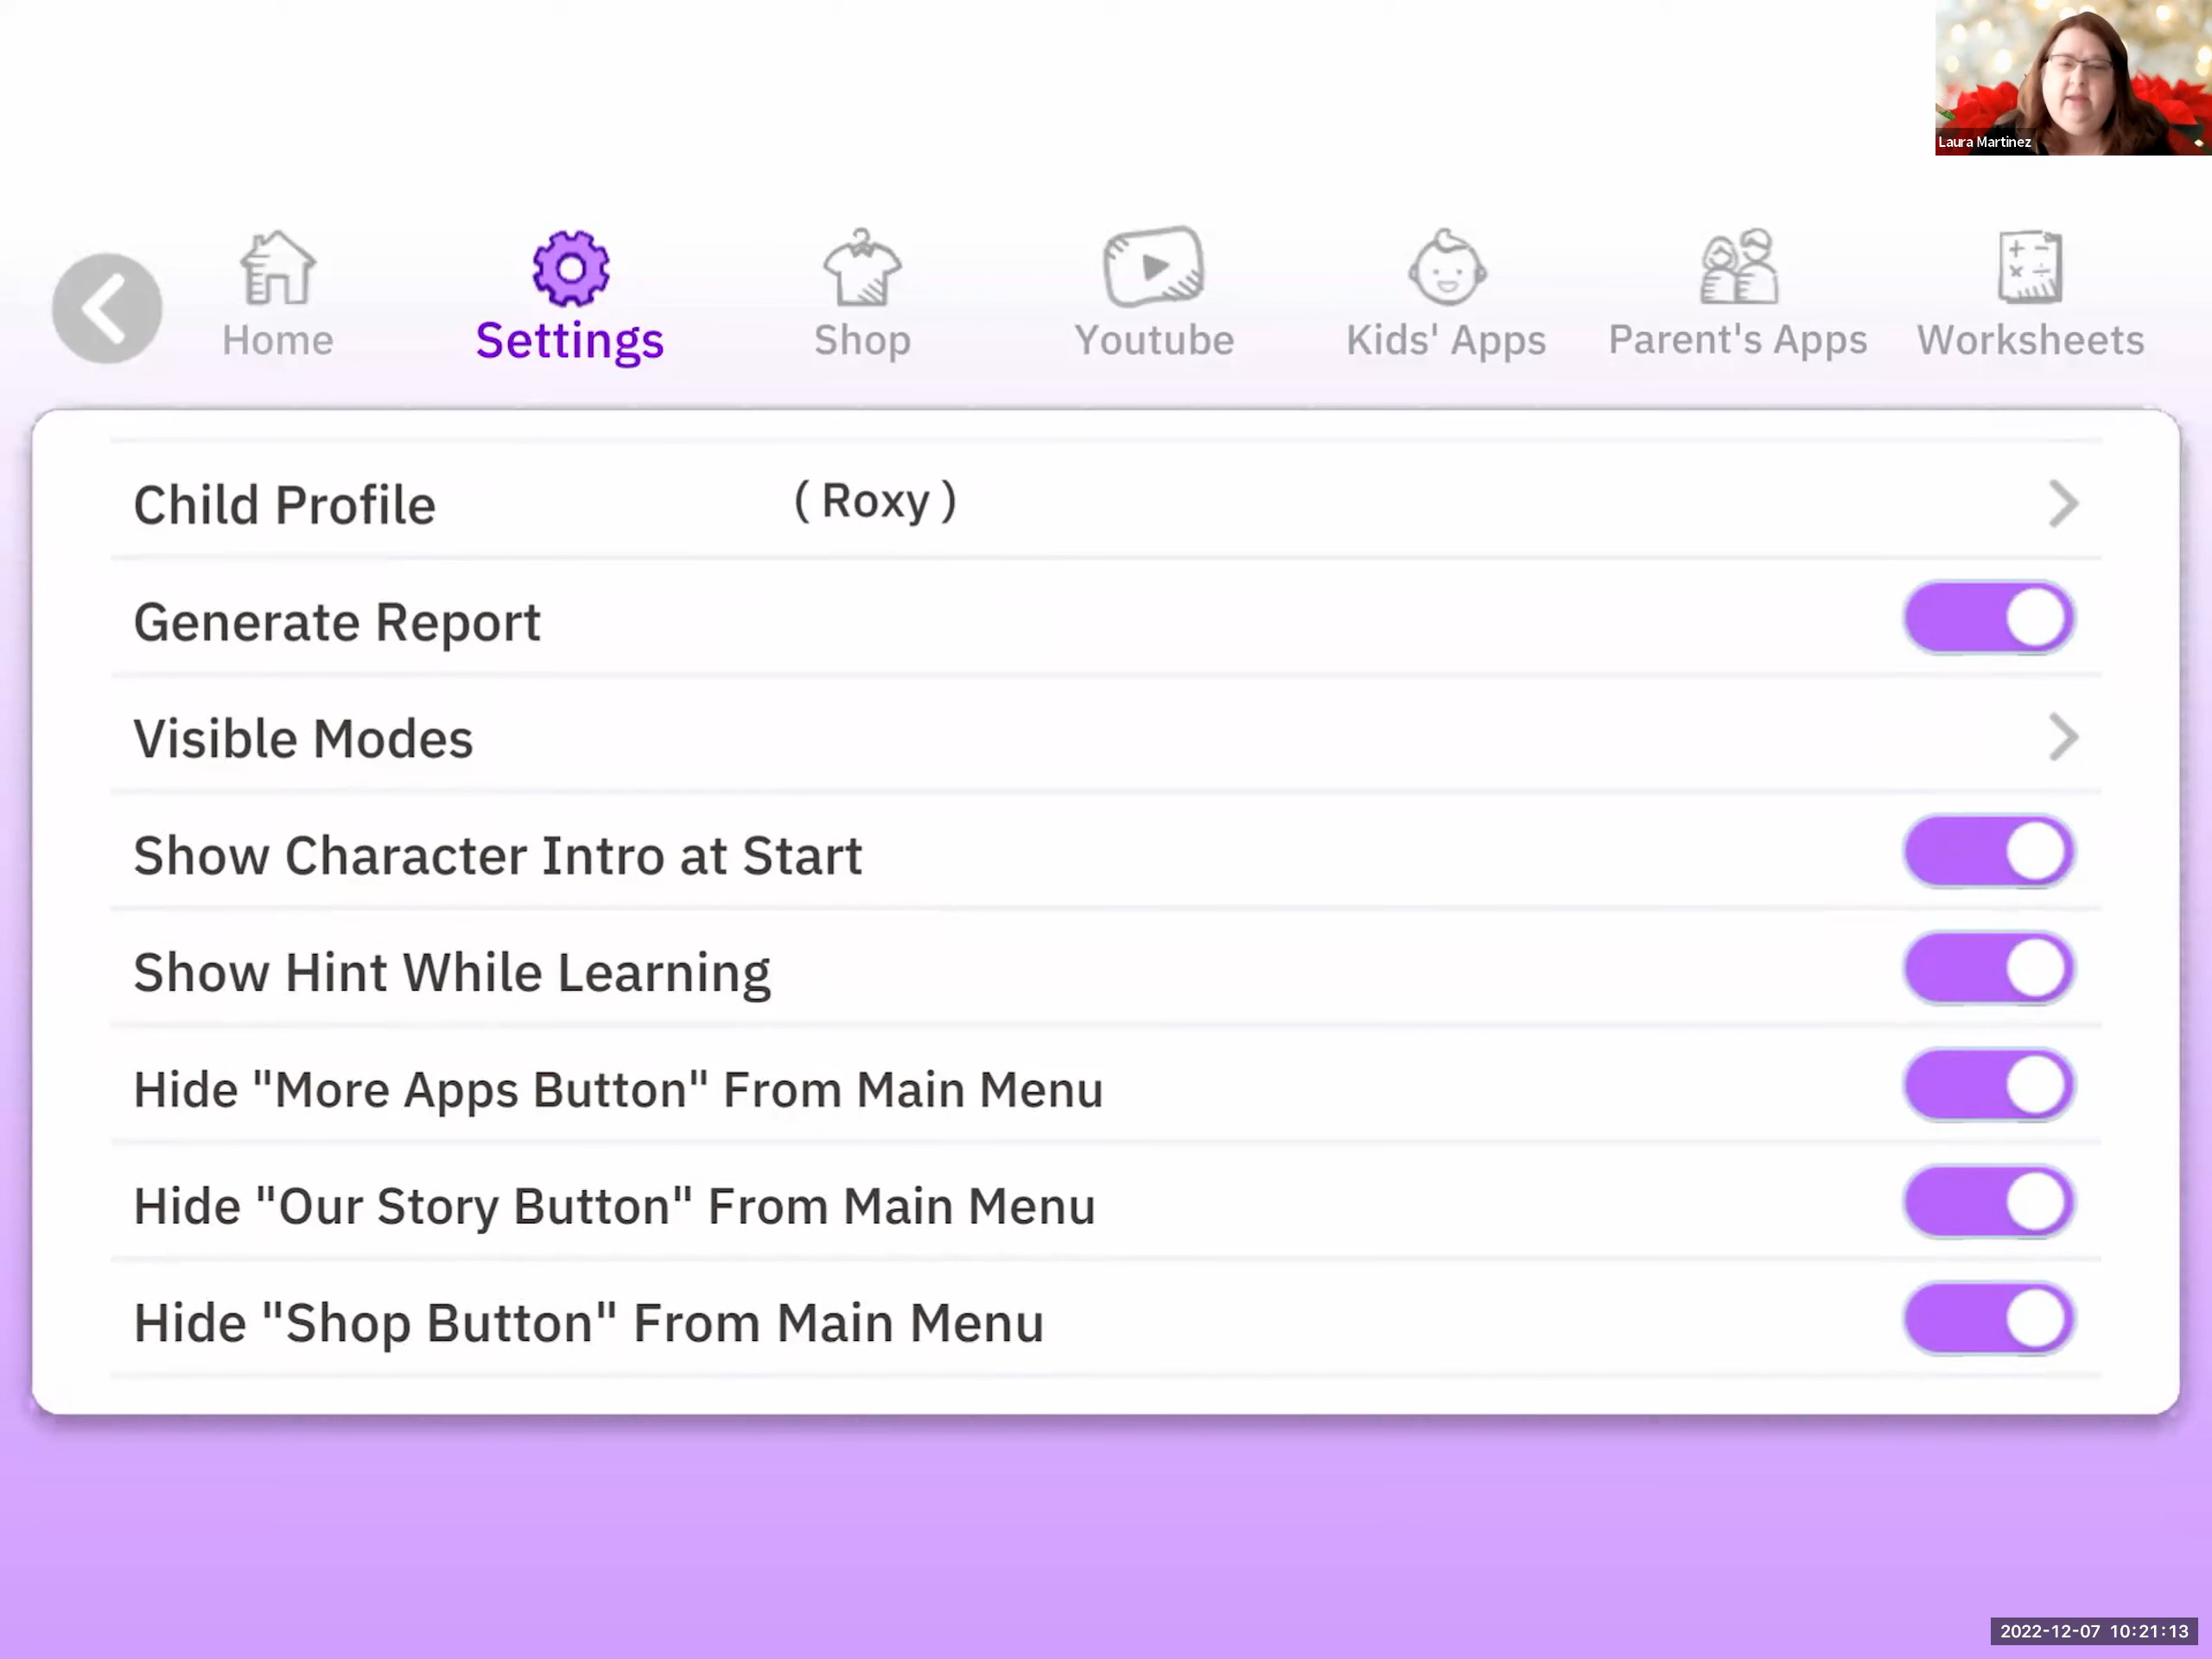 Laura Martinez
Home
Settings
Shop
Youtube
Kids' Apps
Parent's Apps
Worksheets
Child Profile ( Roxy )
Generate Report
Visible Modes
Show Character Intro at Start
Show Hint While Learning
Hide "More Apps Button" From Main Menu
Hide "Our Story Button" From Main Menu
Hide "Shop Button" From Main Menu
2022-12-07 10:21:13